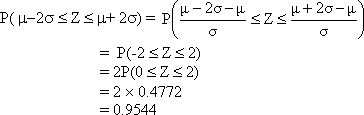 P( μ−2σ ≤ Z ≤ μ+ 2σ) = P((μ − 2σ − μ)/σ ≤ Z ≤ (μ + 2σ − μ)/σ)
= P(-2 ≤ Z ≤ 2)
= 2P(0 ≤ Z ≤ 2)
= 2 × 0.4772
= 0.9544